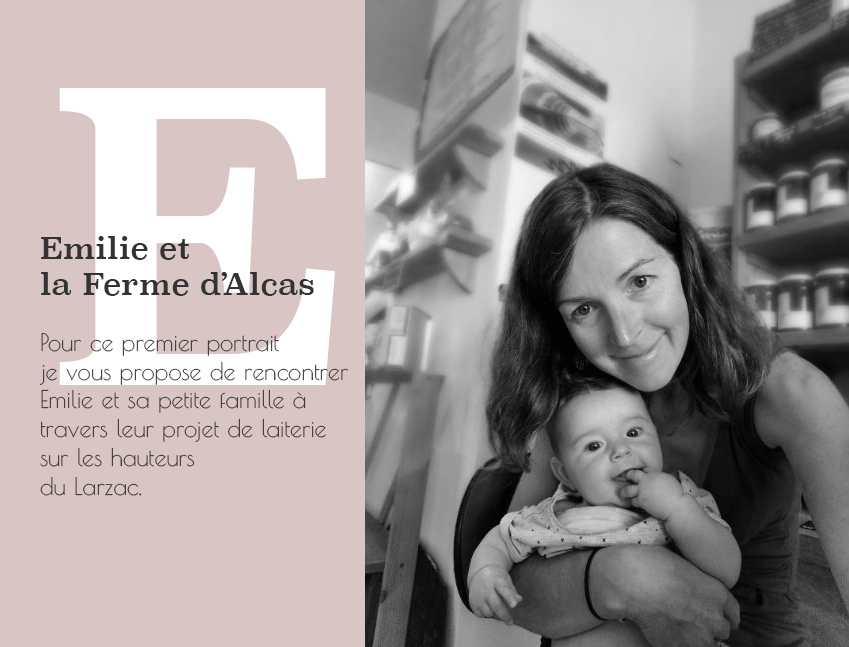 E
Emilie et
la Ferme d'Alcas
Pour ce premier portrait
je vous propose de rencontrer
Emilie et sa petite famille à
travers leur projet de laiterie
sur les hauteurs
du Larzac.